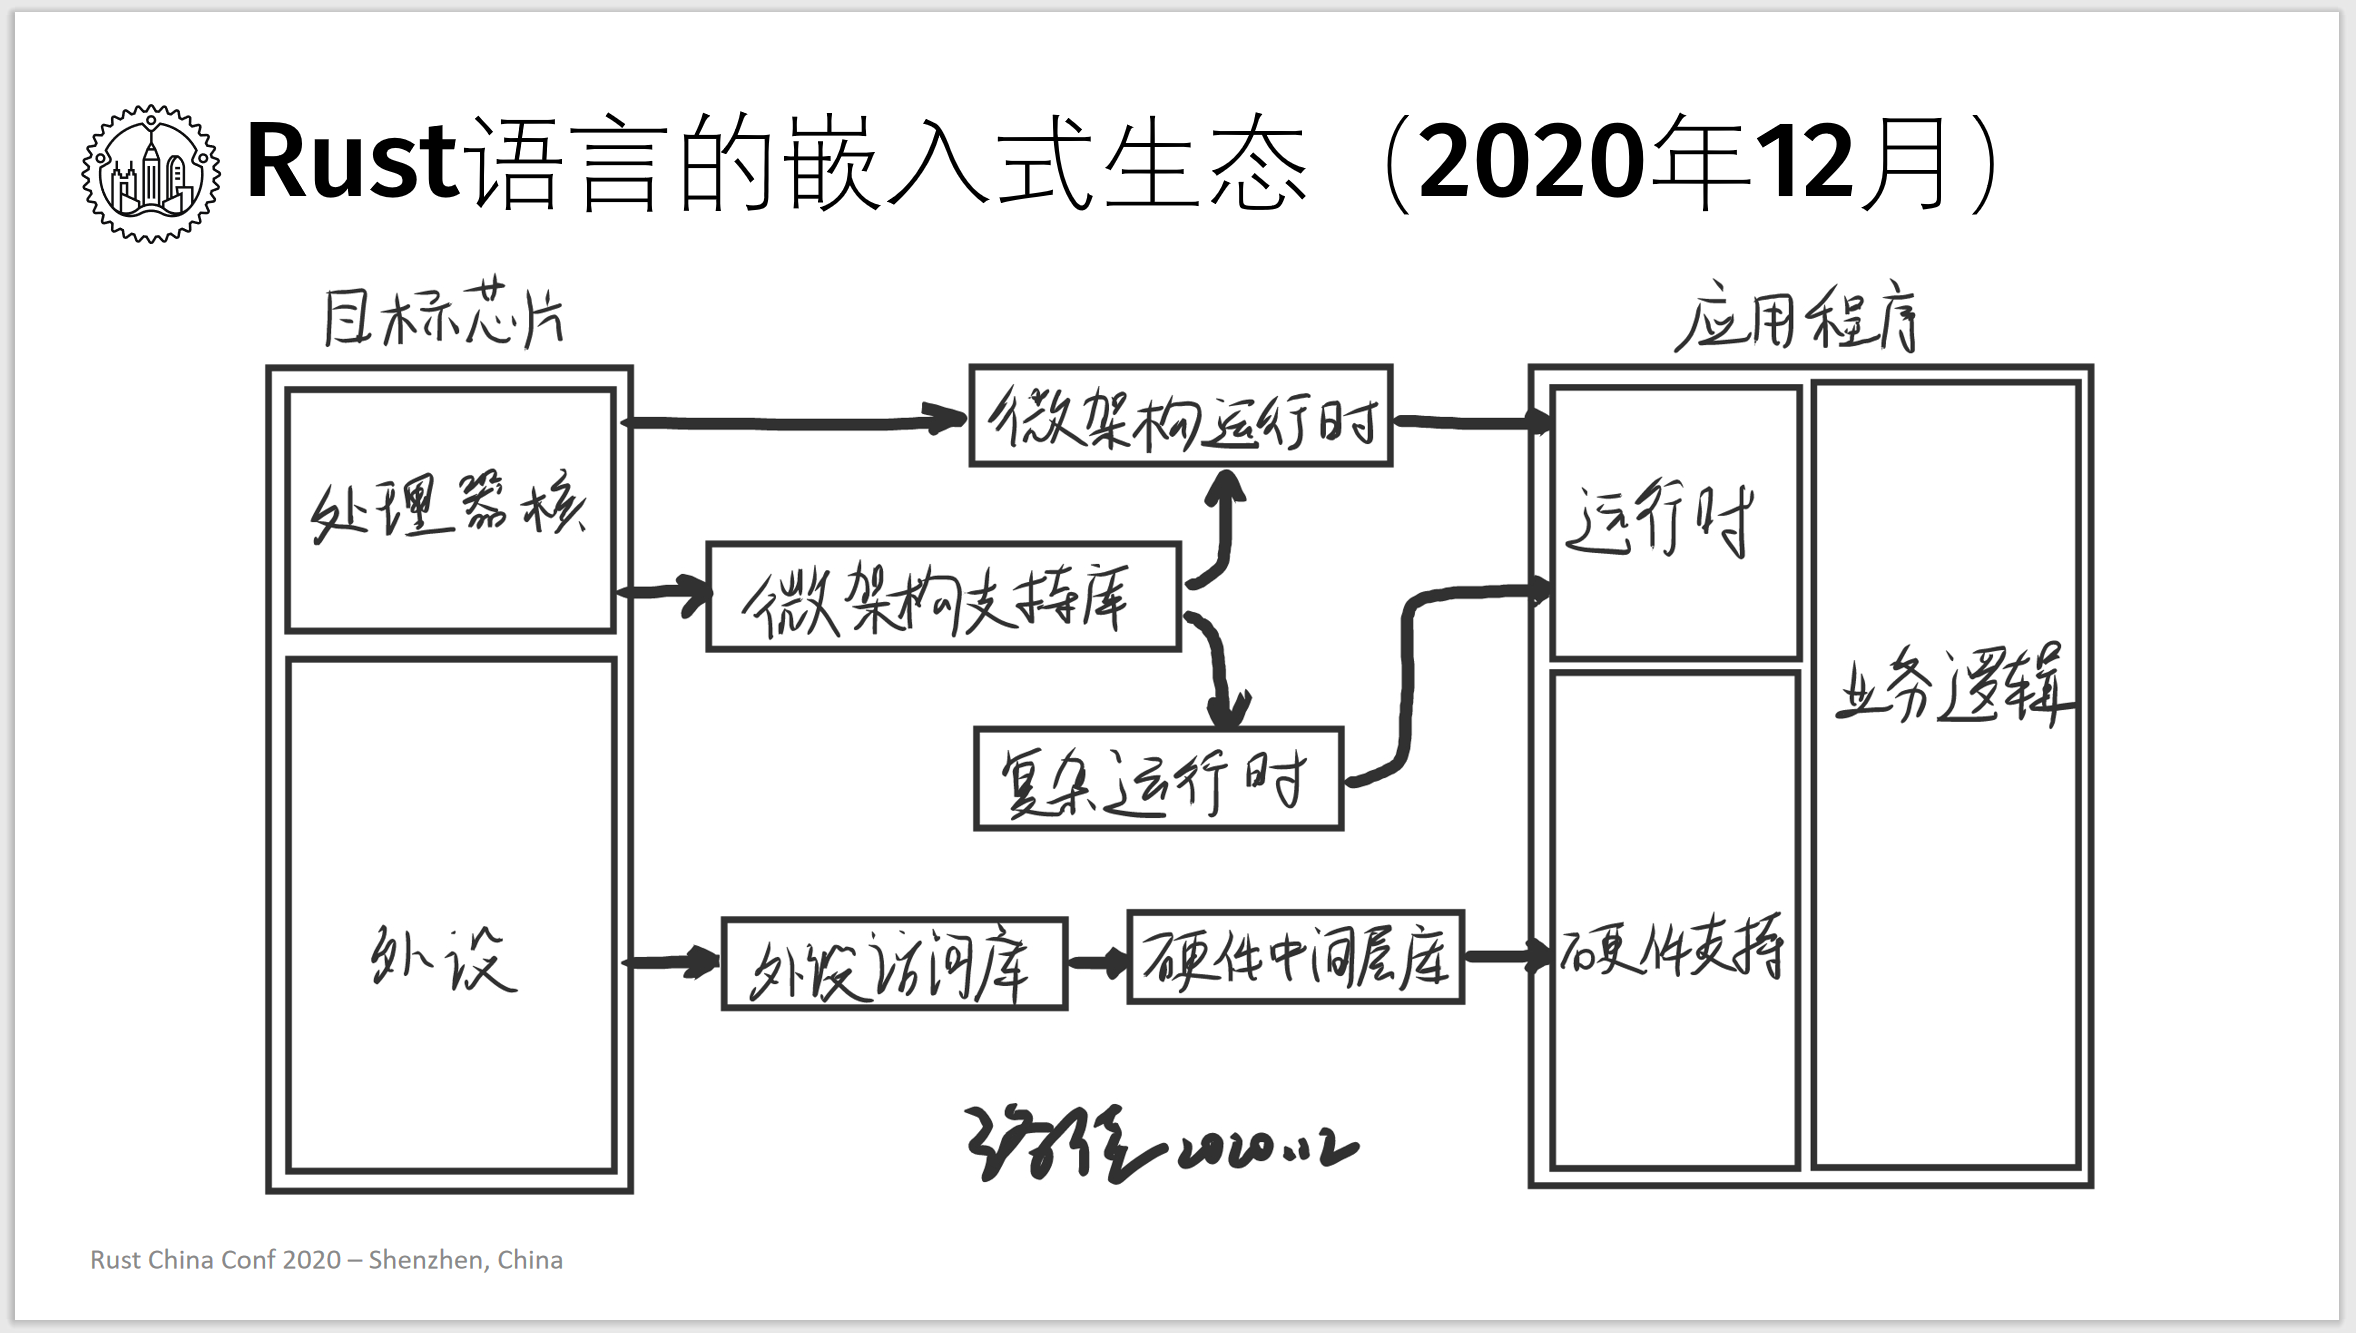 Rust语言的嵌入式生态（2020年12月）
目标芯片
应用程序
处理器核
微架构运行时
运行时
微架构支持库
业务逻辑
复杂运行时
外设
外设访问库
硬件中间层库
硬件支持
2020.12
Rust China Conf 2020 – Shenzhen, China